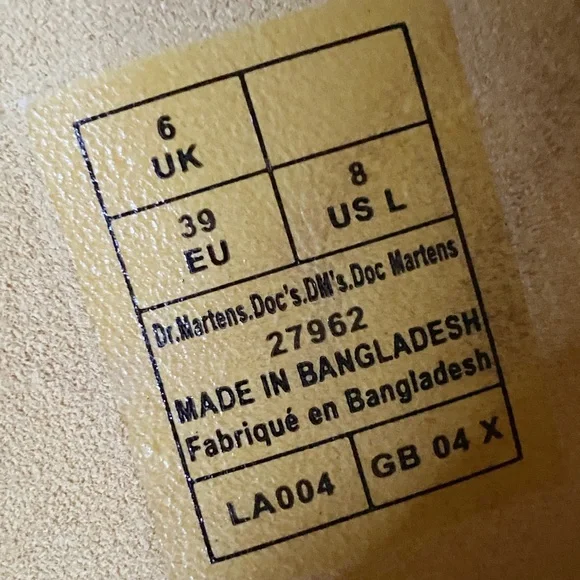 6
UK
39
EU
8
US L
Dr.Martens.Doc's.DM's.Doc Martens
27962
MADE IN BANGLADESH
Fabriqué en Bangladesh
LA004
GB 04 X